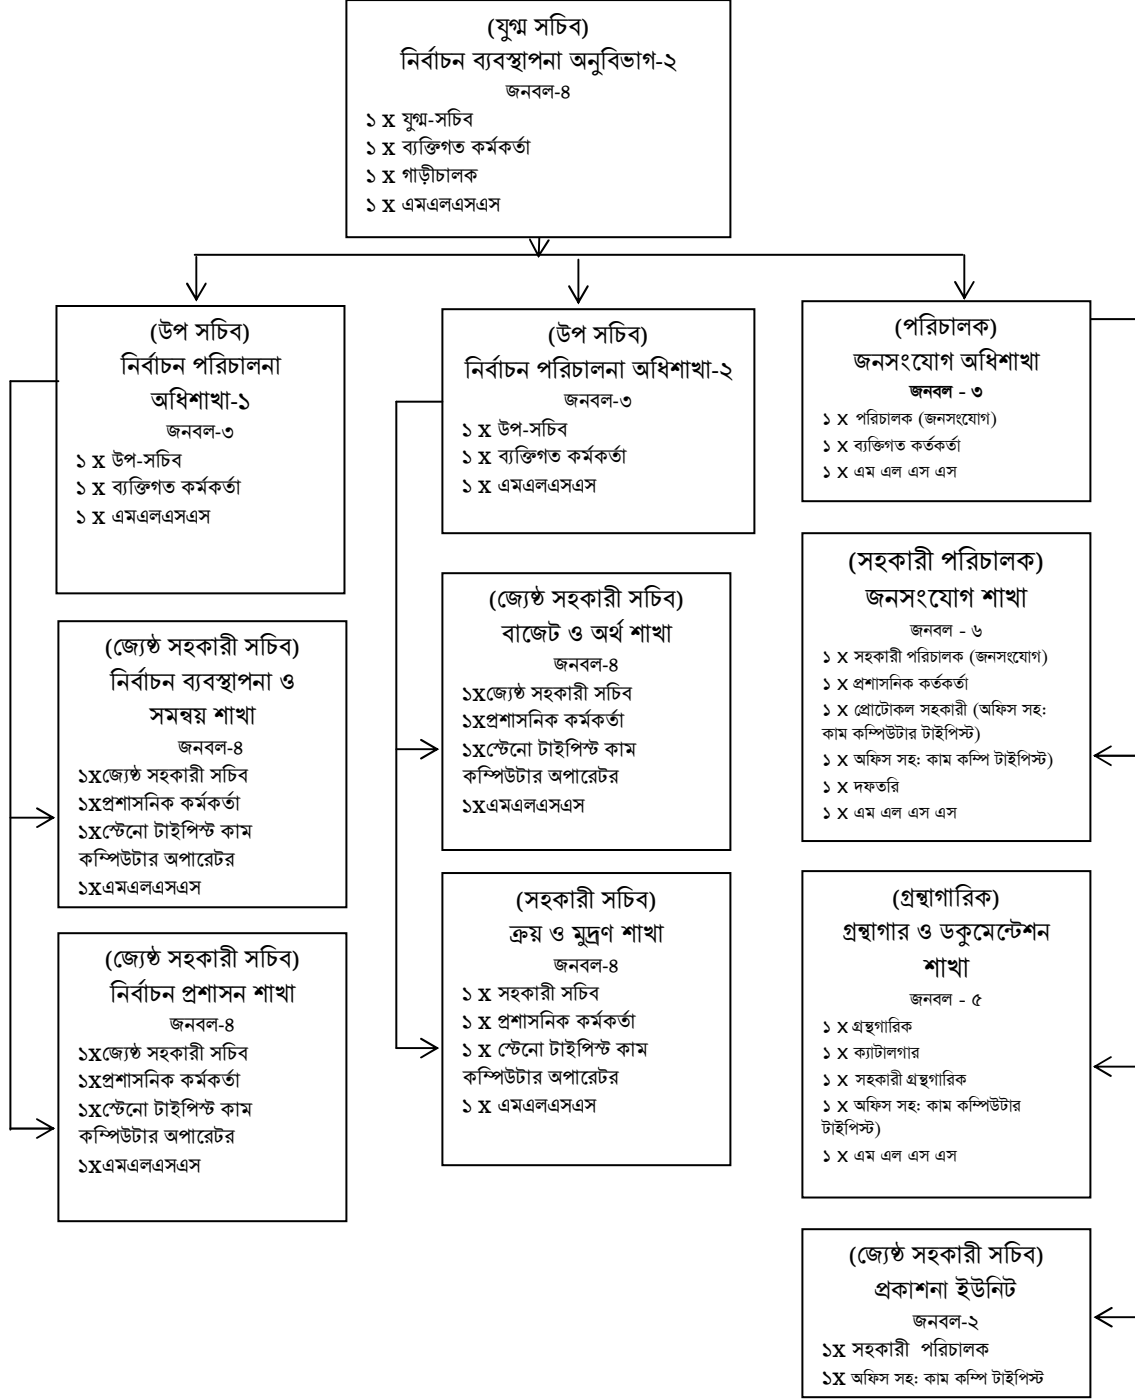 (যুগ্ম সচিব)
নির্বাচন ব্যবস্থাপনা অনুবিভাগ-২
জনবল-৪
১ x যুগ্ম-সচিব
১ x ব্যক্তিগত কর্মকর্তা
১ x গাড়ীচালক
১ x এমএলএসএস
(উপ সচিব)
নির্বাচন পরিচালনা
অধিশাখা-১
জনবল-৩
১ x উপ-সচিব
১ x ব্যক্তিগত কর্মকর্তা
১ x এমএলএসএস
(জ্যেষ্ঠ সহকারী সচিব)
নির্বাচন ব্যবস্থাপনা ও
সমন্বয় শাখা
জনবল-৪
১xজ্যেষ্ঠ সহকারী সচিব
১xপ্রশাসনিক কর্মকর্তা
১xস্টেনো টাইপিস্ট কাম
কম্পিউটার অপারেটর
১xএমএলএসএস
(জ্যেষ্ঠ সহকারী সচিব)
নির্বাচন প্রশাসন শাখা
জনবল-৪
১xজ্যেষ্ঠ সহকারী সচিব
১xপ্রশাসনিক কর্মকর্তা
১xস্টেনো টাইপিস্ট কাম
কম্পিউটার অপারেটর
১xএমএলএসএস
(উপ সচিব)
নির্বাচন পরিচালনা অধিশাখা-২
জনবল-৩
১ x উপ-সচিব
১ x ব্যক্তিগত কর্মকর্তা
১ x এমএলএসএস
(জ্যেষ্ঠ সহকারী সচিব)
বাজেট ও অর্থ শাখা
জনবল-৪
১xজ্যেষ্ঠ সহকারী সচিব
১xপ্রশাসনিক কর্মকর্তা
১xস্টেনো টাইপিস্ট কাম
কম্পিউটার অপারেটর
১xএমএলএসএস
(সহকারী সচিব)
ক্রয় ও মুদ্রণ শাখা
জনবল-৪
১ x সহকারী সচিব
১ x প্রশাসনিক কর্মকর্তা
১ x স্টেনো টাইপিস্ট কাম
কম্পিউটার অপারেটর
১ x এমএলএসএস
(পরিচালক)
জনসংযোগ অধিশাখা
জনবল - ৩
১ x পরিচালক (জনসংযোগ)
১ x ব্যক্তিগত কর্তকর্তা
১ x এম এল এস এস
(সহকারী পরিচালক)
জনসংযোগ শাখা
জনবল - ৬
১ x সহকারী পরিচালক (জনসংযোগ)
১ x প্রশাসনিক কর্তকর্তা
১ x প্রোটোকল সহকারী (অফিস সহ:
কাম কম্পিউটার টাইপিস্ট)
১ x অফিস সহ: কাম কম্পি টাইপিস্ট)
১ x দফতরি
১ x এম এল এস এস
(গ্রন্থাগারিক)
গ্রন্থাগার ও ডকুমেন্টেশন
শাখা
জনবল - ৫
১ x গ্রন্থগারিক
১ x ক্যাটালগার
১ x সহকারী গ্রন্থগারিক
১ x অফিস সহ: কাম কম্পিউটার
টাইপিস্ট)
১ x এম এল এস এস
(জ্যেষ্ঠ সহকারী সচিব)
প্রকাশনা ইউনিট
জনবল-২
১x সহকারী পরিচালক
১x অফিস সহ: কাম কম্পি টাইপিস্ট